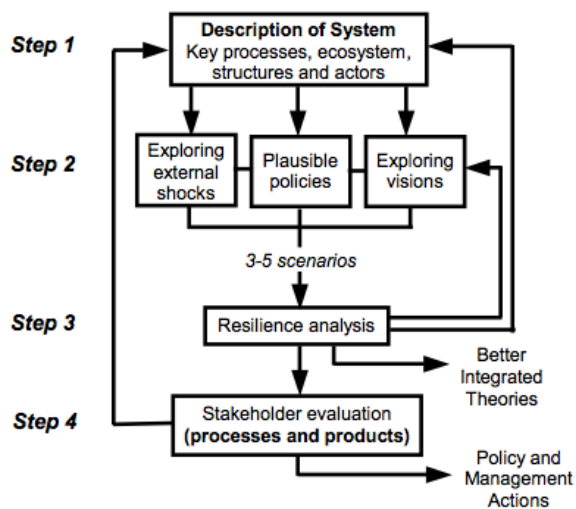 Step 1
Description of System
Key processes, ecosystem,
structures and actors
Step 2
Exploring
external
shocks
Plausible
policies
Exploring
visions
3-5 scenarios
Step 3
Resilience analysis
Better
Integrated
Theories
Step 4
Stakeholder evaluation
(processes and products)
Policy and
Management
Actions